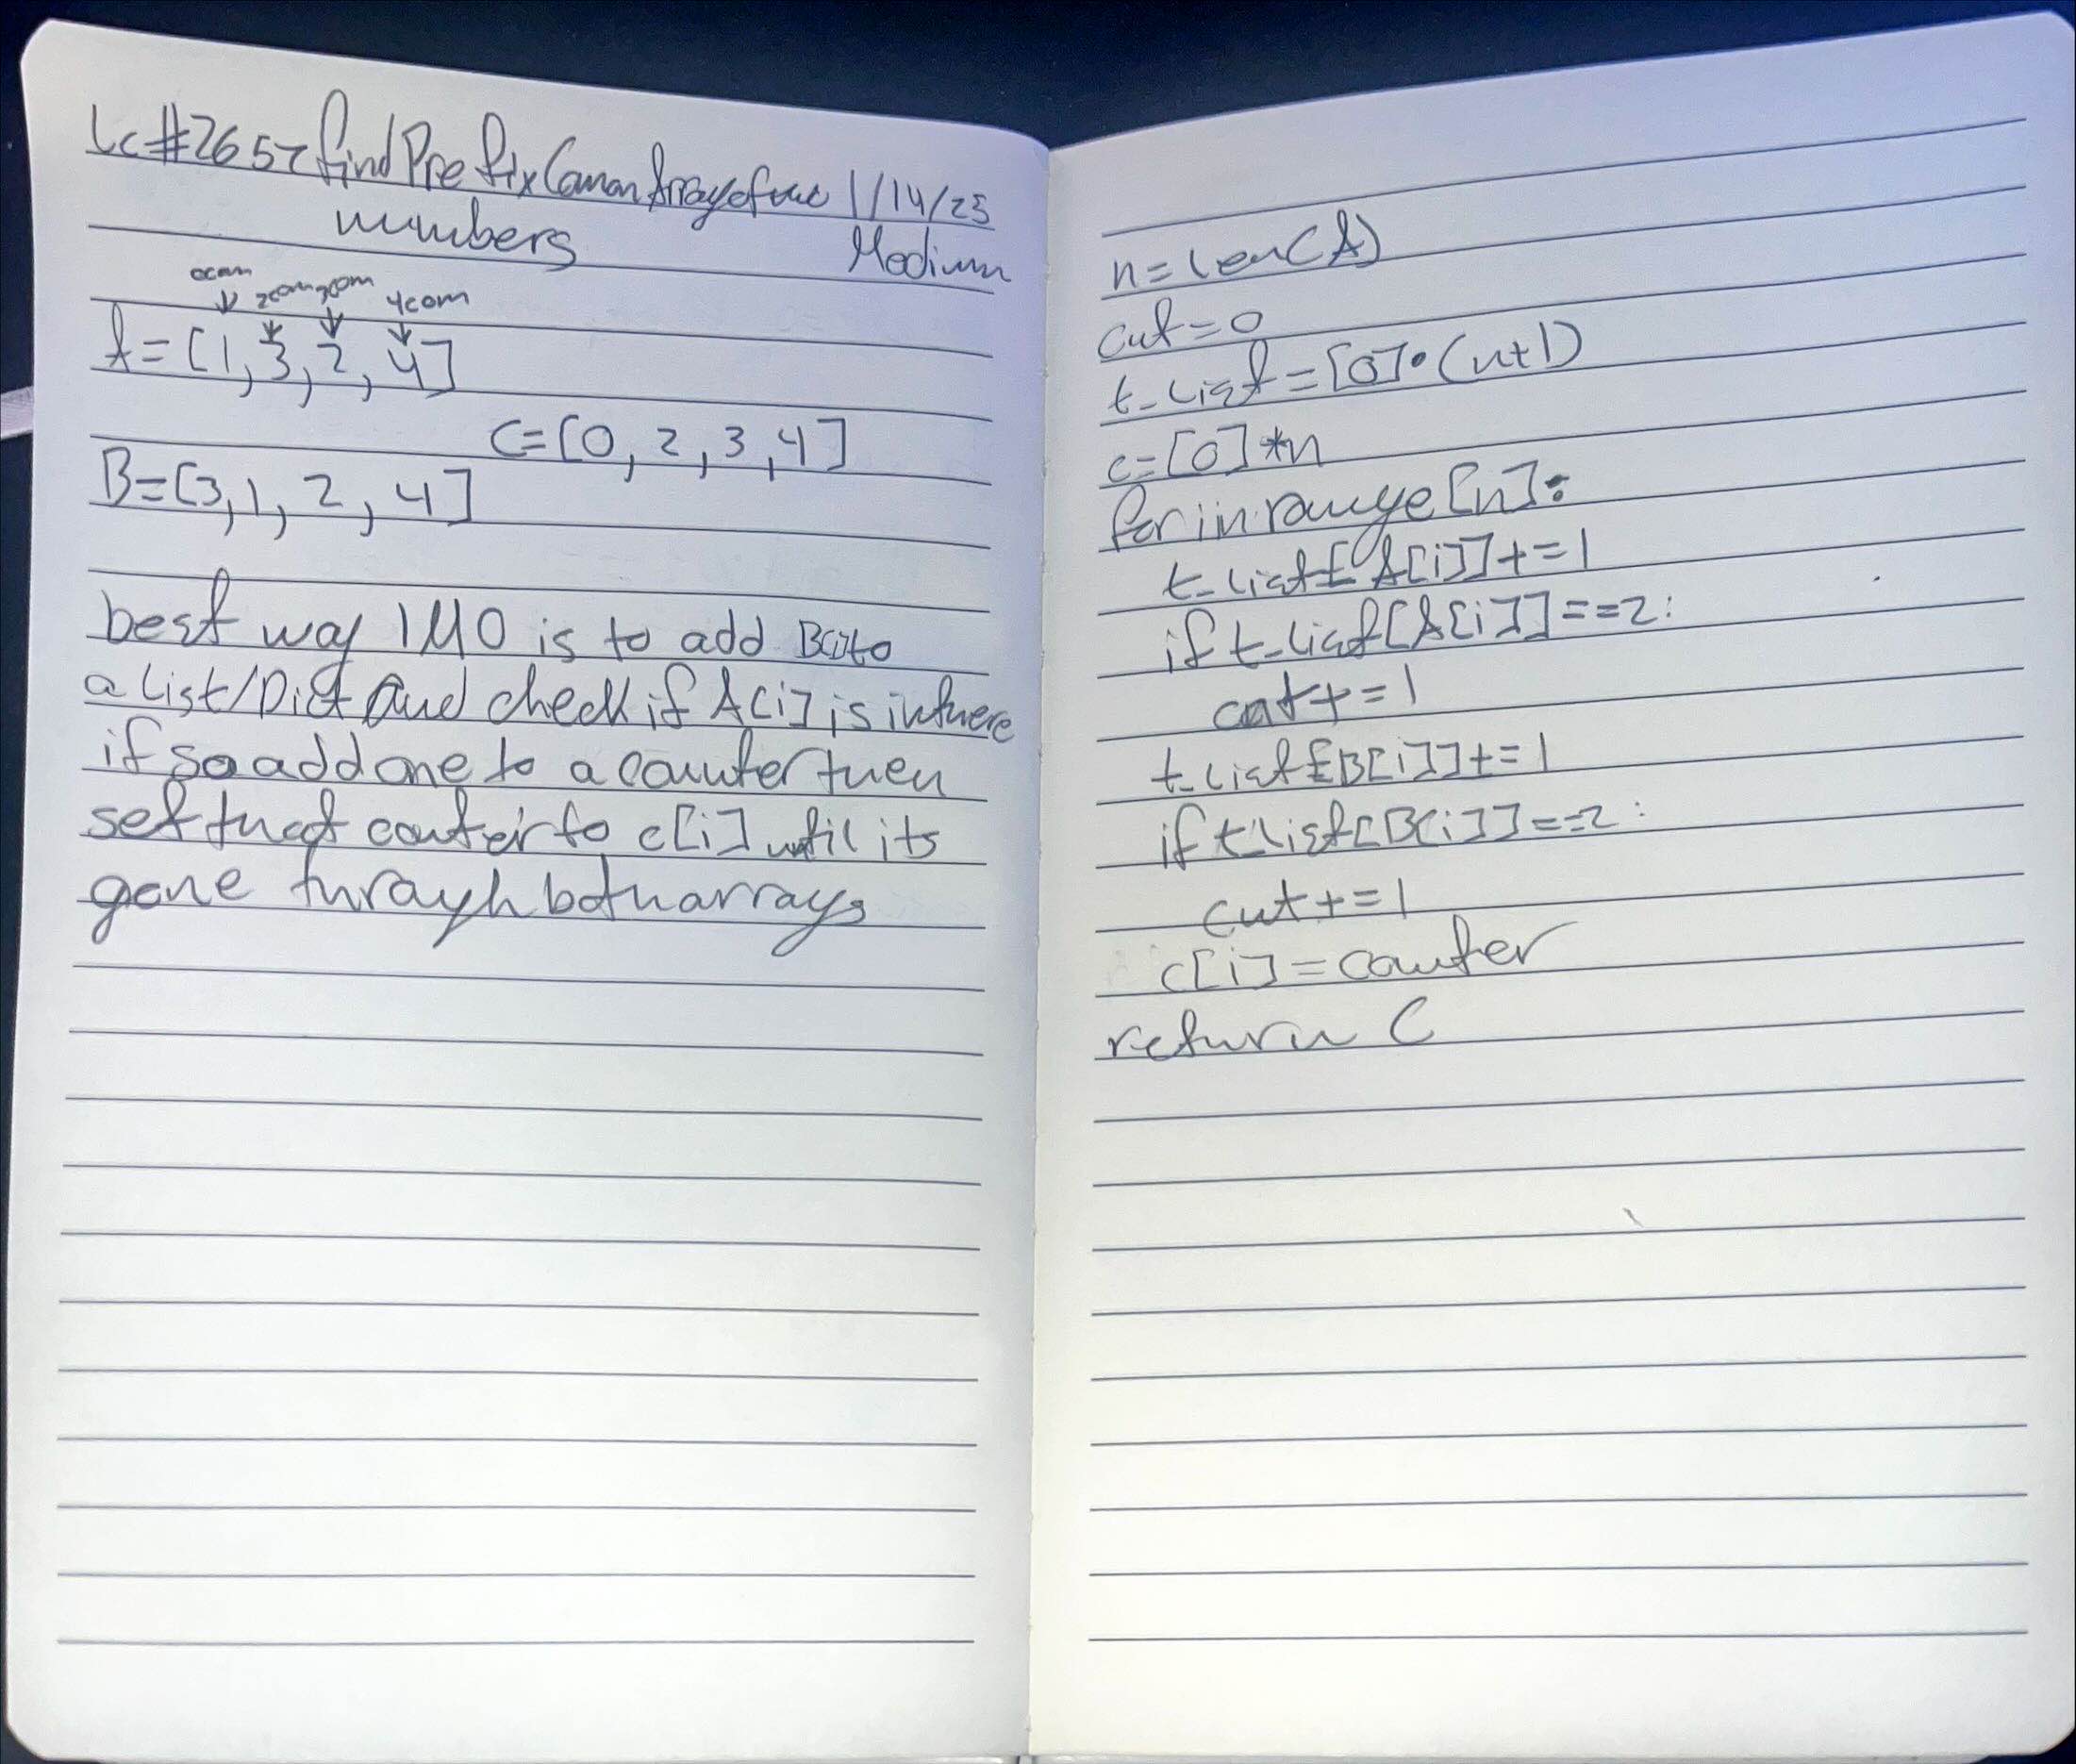 Lc#2657 find Prefix Common Array of two 1/14/25
numbers Medium
0com 2com 3com 4com
A=[1,3,2,4]
C=[0,2,3,4]
B=[3,1,2,4]
best way IMO is to add B[i] to
a list/Dict and check if A[i] is in there
if so add one to a counter then
set that conter to c[i] until its
gone through both arrays
n=len(A)
cnt=0
t_list=[0]•(n+1)
c=[0]*n
for i in range[n]:
t_list[A[i]]+=1
if t_list[A[i]]==2:
cnt+=1
t_list[B[i]]+=1
if t_list[B[i]]==2:
cnt+=1
c[i]=counter
return C